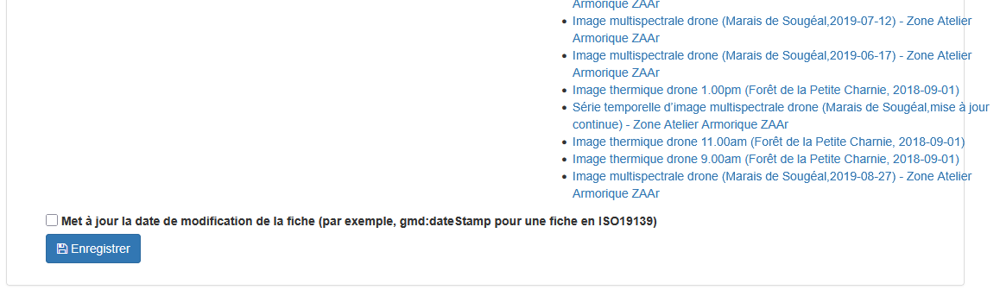 Armorique ZAAr
Image multispectrale drone (Marais de Sougéal,2019-07-12) - Zone Atelier
Armorique ZAAr
Image multispectrale drone (Marais de Sougéal,2019-06-17) - Zone Atelier
Armorique ZAAr
Image thermique drone 1.00pm (Forêt de la Petite Charnie, 2018-09-01)
Série temporelle d’image multispectrale drone (Marais de Sougéal,mise à jour
continue) - Zone Atelier Armorique ZAAr
Image thermique drone 11.00am (Forêt de la Petite Charnie, 2018-09-01)
Image thermique drone 9.00am (Forêt de la Petite Charnie, 2018-09-01)
Image multispectrale drone (Marais de Sougéal,2019-08-27) - Zone Atelier
Armorique ZAAr
Met à jour la date de modification de la fiche (par exemple, gmd:dateStamp pour une fiche en ISO19139)
Enregistrer